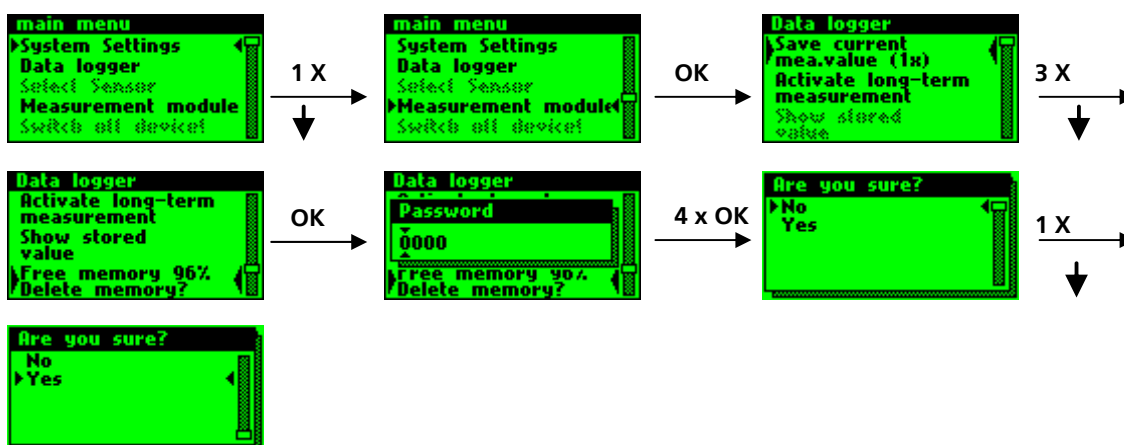 main menu
System Settings
Data logger
Select Sensor
Measurement module
Switch off device!
1 X
main menu
System Settings
Data logger
Select Sensor
Measurement module
Switch off device!
OK
Data logger
Save current
mea.value (1x)
Activate long-term
measurement
Show stored
value
3 X
Data logger
Activate long-term
measurement
Show stored
value
Free memory 96%
Delete memory?
OK
Data logger
Password
0000
Free memory 96%
Delete memory?
4 x OK
Are you sure?
No
Yes
1 X
Are you sure?
No
Yes